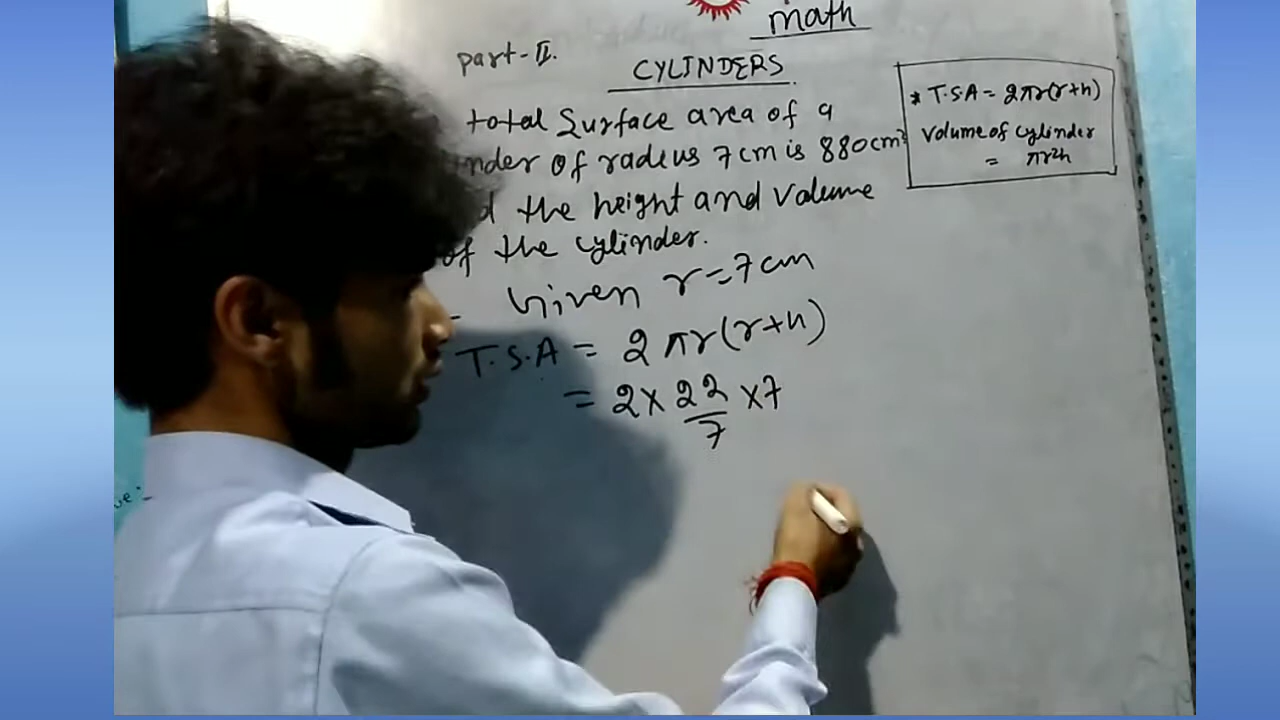 math
part-II.
CYLINDERS
total Surface area of a
nder of radius 7cm is 880cm²
d the height and volume
of the cylinder.
* T.S.A = 2πr(r+h)
volume of cylinder
= πr²h
Given r=7cm
T.S.A = 2πr(r+h)
= 2 × 22/7 × 7
ve:-